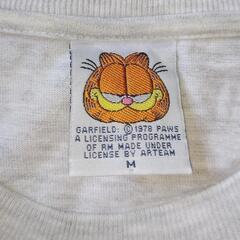 GARFIELD: © 1978 PAWS
A LICENSING PROGRAMME
OF RM MADE UNDER
LICENSE BY ARTEAM
M